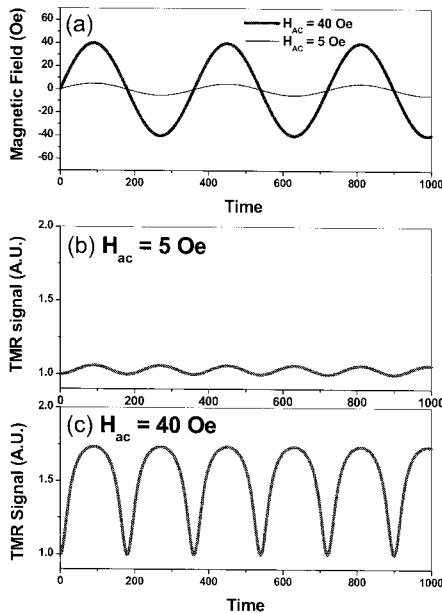 (a)
H_AC = 40 Oe
H_AC = 5 Oe
Magnetic Field (Oe)
60
40
20
0
-20
-40
-60
0 200 400 600 800 1000
Time
(b) H_ac = 5 Oe
TMR signal (A.U.)
2.0
1.5
1.0
0 200 400 600 800 1000
(c) H_ac = 40 Oe
TMR Signal (A.U.)
2.0
1.5
1.0
0 200 400 600 800 1000
Time